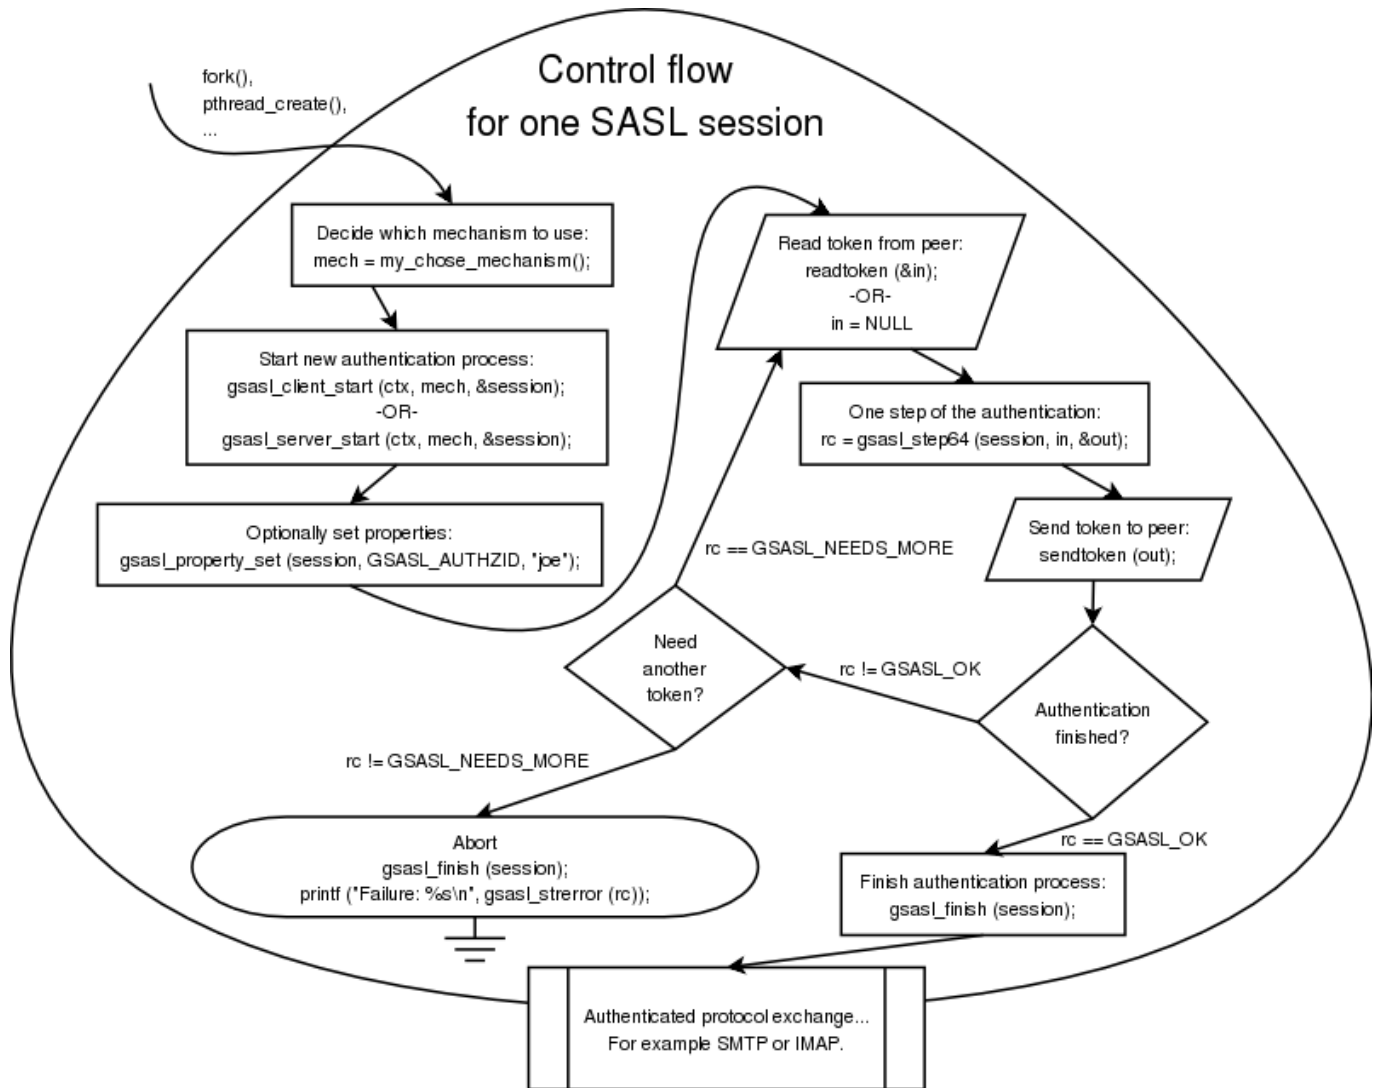 Control flow
for one SASL session
fork(),
pthread_create(),
...
Decide which mechanism to use:
mech = my_chose_mechanism();
Start new authentication process:
gsasl_client_start (ctx, mech, &session);
-OR-
gsasl_server_start (ctx, mech, &session);
Optionally set properties:
gsasl_property_set (session, GSASL_AUTHZID, "joe");
Read token from peer:
readtoken (&in);
-OR-
in = NULL
One step of the authentication:
rc = gsasl_step64 (session, in, &out);
Send token to peer:
sendtoken (out);
Authentication
finished?
rc != GSASL_OK
Need
another
token?
rc == GSASL_NEEDS_MORE
rc != GSASL_NEEDS_MORE
Abort
gsasl_finish (session);
printf ("Failure: %s\n", gsasl_strerror (rc));
rc == GSASL_OK
Finish authentication process:
gsasl_finish (session);
Authenticated protocol exchange...
For example SMTP or IMAP.